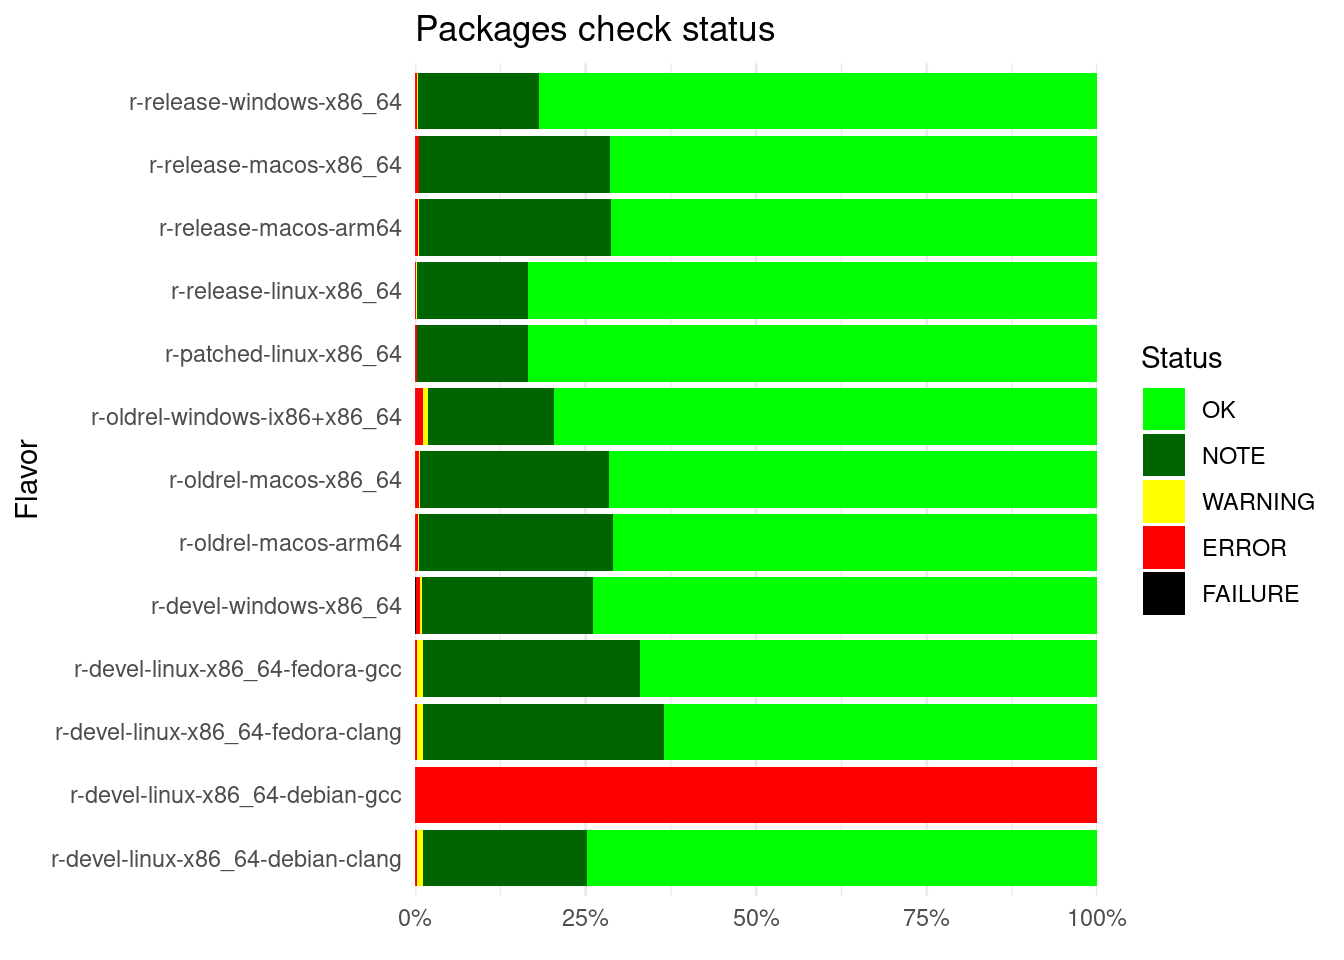 Packages check status
Flavor
r-release-windows-x86_64
r-release-macos-x86_64
r-release-macos-arm64
r-release-linux-x86_64
r-patched-linux-x86_64
r-oldrel-windows-ix86+x86_64
r-oldrel-macos-x86_64
r-oldrel-macos-arm64
r-devel-windows-x86_64
r-devel-linux-x86_64-fedora-gcc
r-devel-linux-x86_64-fedora-clang
r-devel-linux-x86_64-debian-gcc
r-devel-linux-x86_64-debian-clang
0% 25% 50% 75% 100%
Status
OK
NOTE
WARNING
ERROR
FAILURE